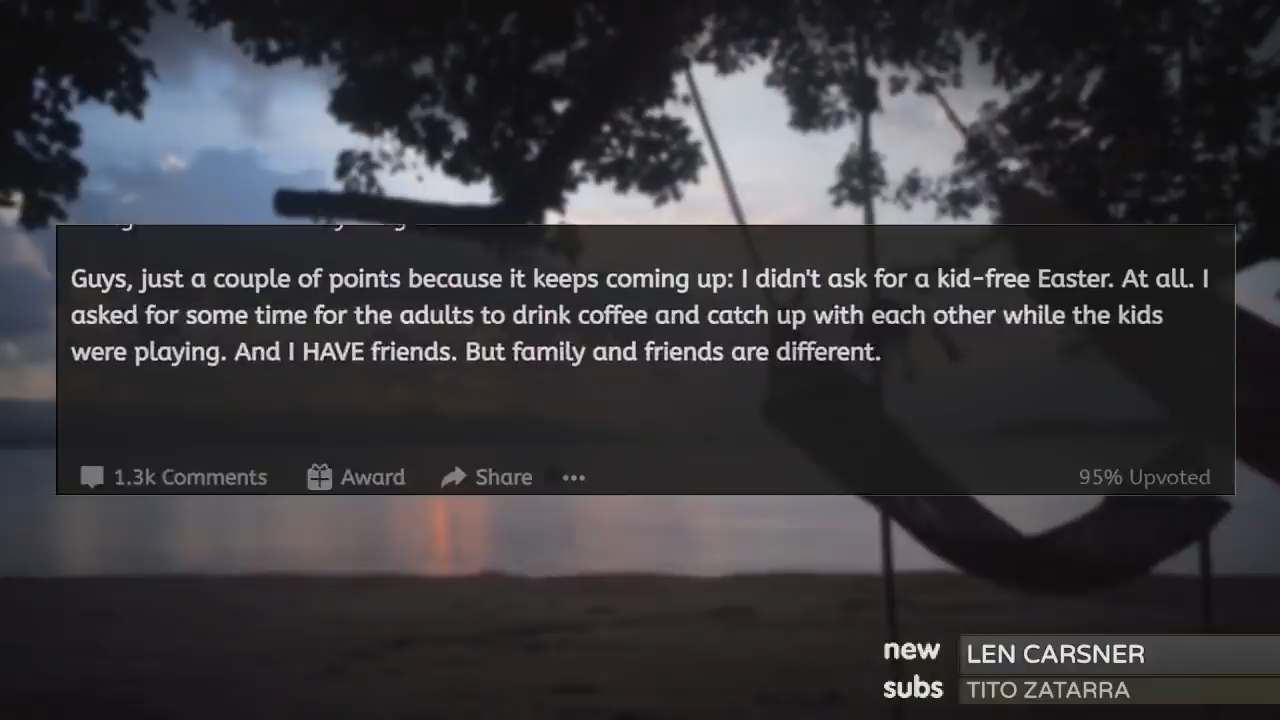 Guys, just a couple of points because it keeps coming up: I didn't ask for a kid-free Easter. At all. I
asked for some time for the adults to drink coffee and catch up with each other while the kids
were playing. And I HAVE friends. But family and friends are different.
1.3k Comments Award Share ••• 95% Upvoted
new LEN CARSNER
subs TITO ZATARRA